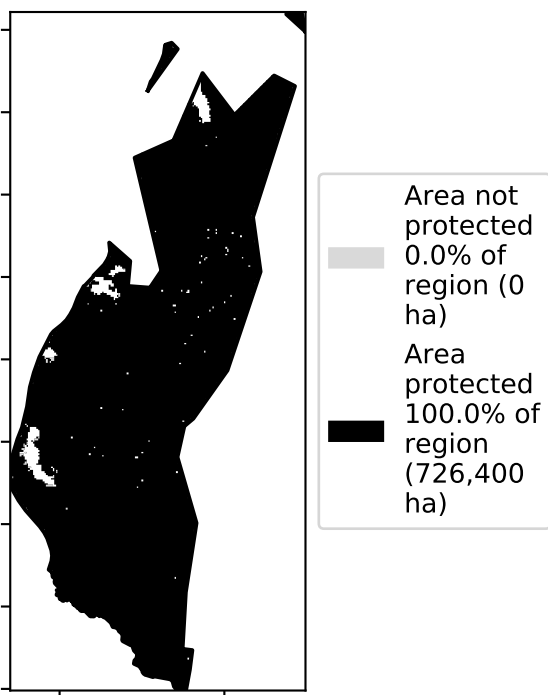 Area not
protected
0.0% of
region (0
ha)
Area
protected
100.0% of
region
(726,400
ha)